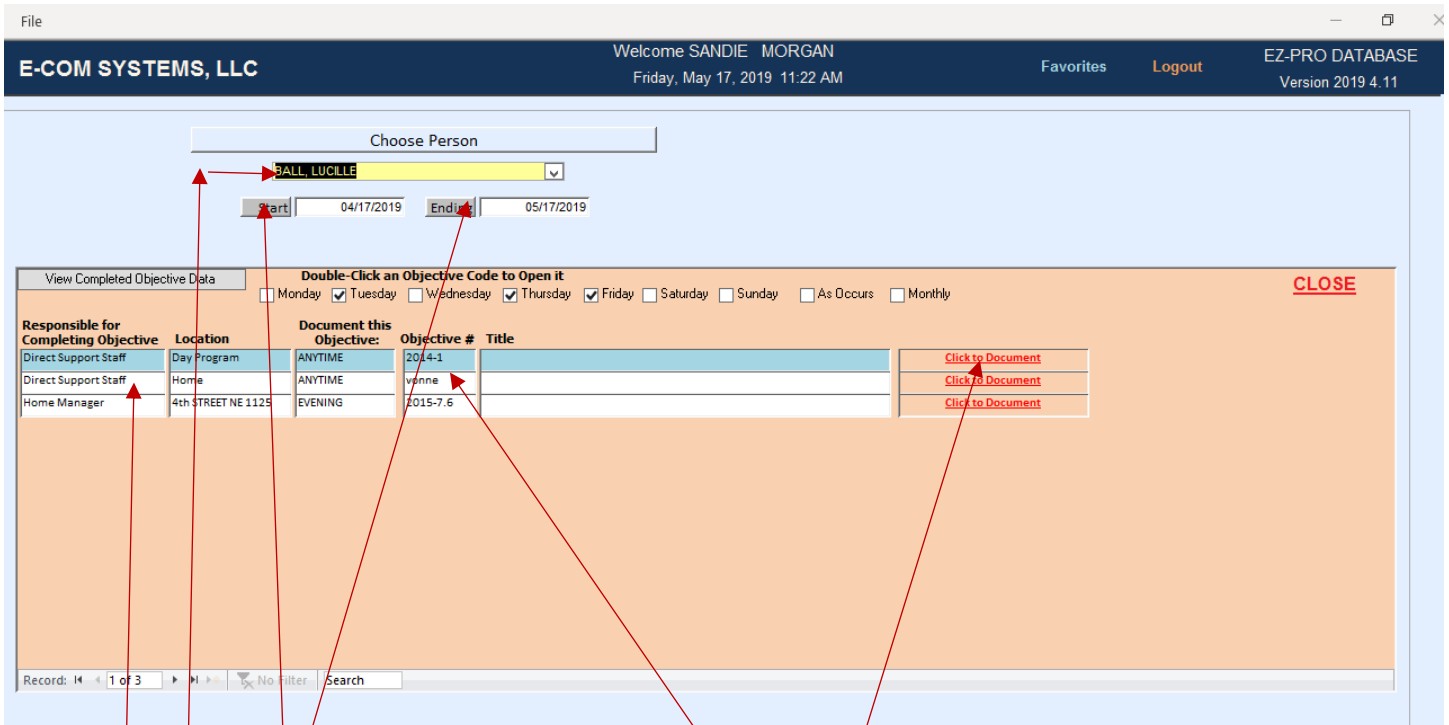 File
E-COM SYSTEMS, LLC
Welcome SANDIE MORGAN
Friday, May 17, 2019 11:22 AM
Favorites
Logout
EZ-PRO DATABASE
Version 2019 4.11
Choose Person
BALL, LUCILLE
Start 04/17/2019 Ending 05/17/2019
View Completed Objective Data
Double-Click an Objective Code to Open it
CLOSE
Monday Tuesday Wednesday Thursday Friday Saturday Sunday As Occurs Monthly
Responsible for Completing Objective Location Document this Objective: Objective # Title
Direct Support Staff Day Program ANYTIME 2014-1 Click to Document
Direct Support Staff Home ANYTIME vonne Click to Document
Home Manager 4th STREET NE 1125 EVENING 2015-7.6 Click to Document
Record: 1 of 3 No Filter Search